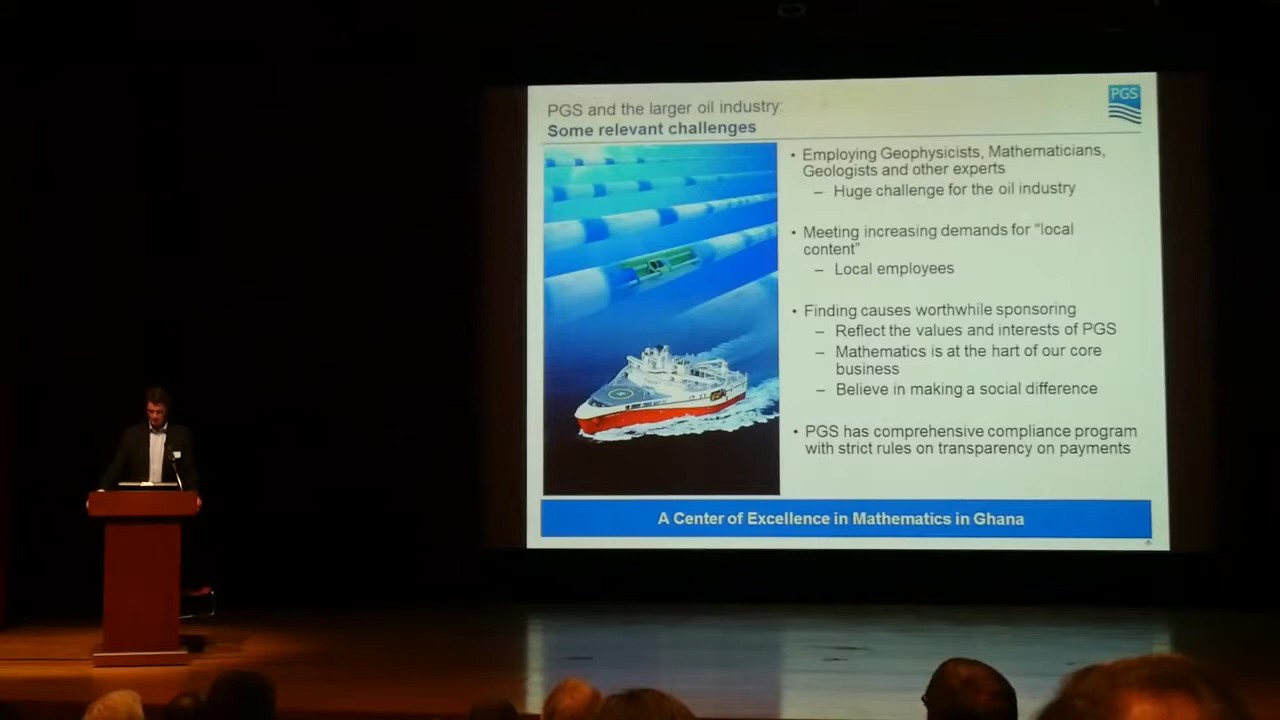 PGS and the larger oil industry:
Some relevant challenges
PGS
• Employing Geophysicists, Mathematicians,
Geologists and other experts
– Huge challenge for the oil industry
• Meeting increasing demands for "local
content"
– Local employees
• Finding causes worthwhile sponsoring
– Reflect the values and interests of PGS
– Mathematics is at the hart of our core
business
– Believe in making a social difference
• PGS has comprehensive compliance program
with strict rules on transparency on payments
A Center of Excellence in Mathematics in Ghana